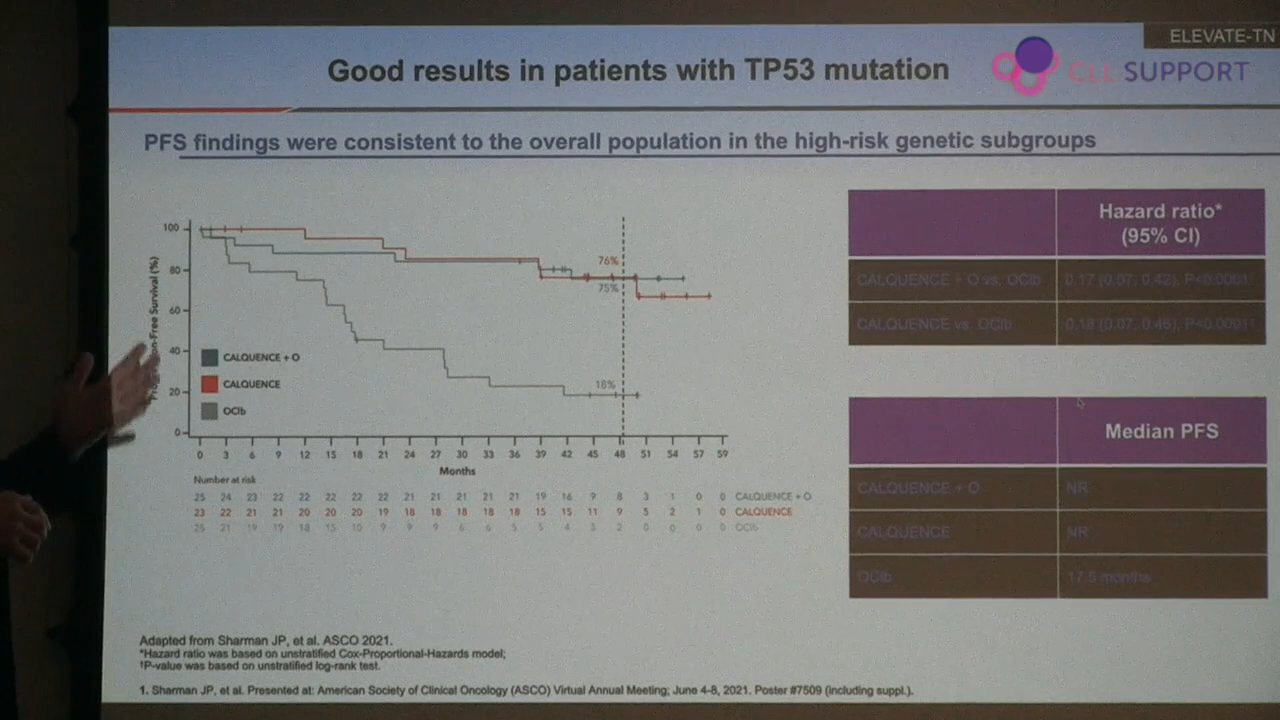 ELEVATE-TN
Good results in patients with TP53 mutation
CLL SUPPORT
PFS findings were consistent to the overall population in the high-risk genetic subgroups
Hazard ratio*
(95% CI)
CALQUENCE + O vs. OClb 0.17 (0.07, 0.42); P<0.0001†
CALQUENCE vs. OClb 0.18 (0.07, 0.45); P<0.0001†
100
80
60
40
20
0
76%
75%
18%
CALQUENCE + O
CALQUENCE
OClb
0 3 6 9 12 15 18 21 24 27 30 33 36 39 42 45 48 51 54 57 59
Months
Number at risk
25 24 23 22 22 22 22 22 21 21 21 21 21 19 16 9 8 3 1 0 0 CALQUENCE + O
23 22 21 21 20 20 20 19 18 18 18 18 18 15 15 11 9 5 2 1 0 CALQUENCE
25 21 19 19 18 15 10 9 9 9 6 6 5 5 4 3 2 0 0 0 0 OClb
Median PFS
CALQUENCE + O NR
CALQUENCE NR
OClb 17.5 months
Adapted from Sharman JP, et al. ASCO 2021.
*Hazard ratio was based on unstratified Cox-Proportional-Hazards model;
†P-value was based on unstratified log-rank test.
1. Sharman JP, et al. Presented at: American Society of Clinical Oncology (ASCO) Virtual Annual Meeting; June 4-8, 2021. Poster #7509 (including suppl.).